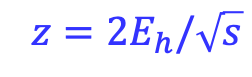 z = 2E_h/√s